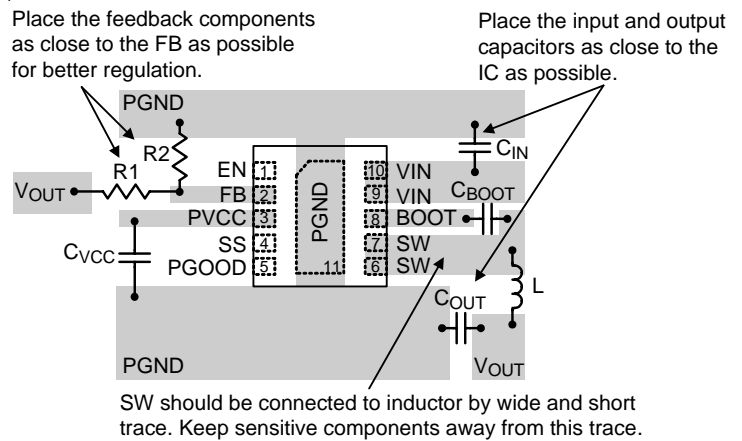 Place the feedback components
as close to the FB as possible
for better regulation.
Place the input and output
capacitors as close to the
IC as possible.
PGND
R2
R1
VOUT
CIN
EN 1
FB 2
PVCC 3
SS 4
PGOOD 5
PGND
11
10 VIN
9 VIN
8 BOOT
7 SW
6 SW
CBOOT
CVCC
L
COUT
PGND
VOUT
SW should be connected to inductor by wide and short
trace. Keep sensitive components away from this trace.